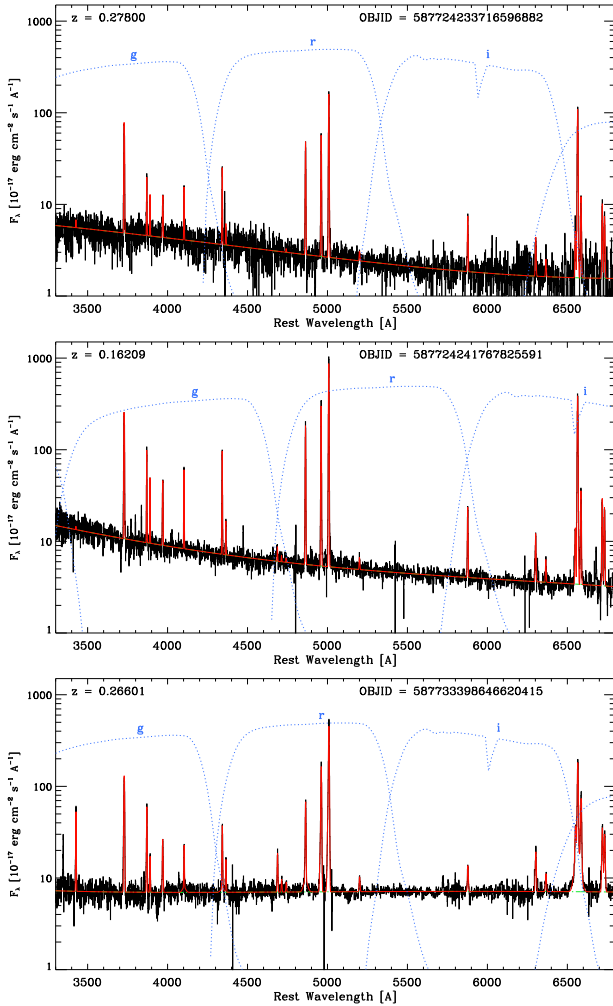 z = 0.27800 OBJID = 587724233716596882
g r i
1000
100
10
1
F_λ [10^-17 erg cm^-2 s^-1 A^-1]
3500 4000 4500 5000 5500 6000 6500
Rest Wavelength [A]
z = 0.16209 OBJID = 587724241767825591
g r i
1000
100
10
1
F_λ [10^-17 erg cm^-2 s^-1 A^-1]
3500 4000 4500 5000 5500 6000 6500
Rest Wavelength [A]
z = 0.26601 OBJID = 587733398646620415
g r i
1000
100
10
1
F_λ [10^-17 erg cm^-2 s^-1 A^-1]
3500 4000 4500 5000 5500 6000 6500
Rest Wavelength [A]